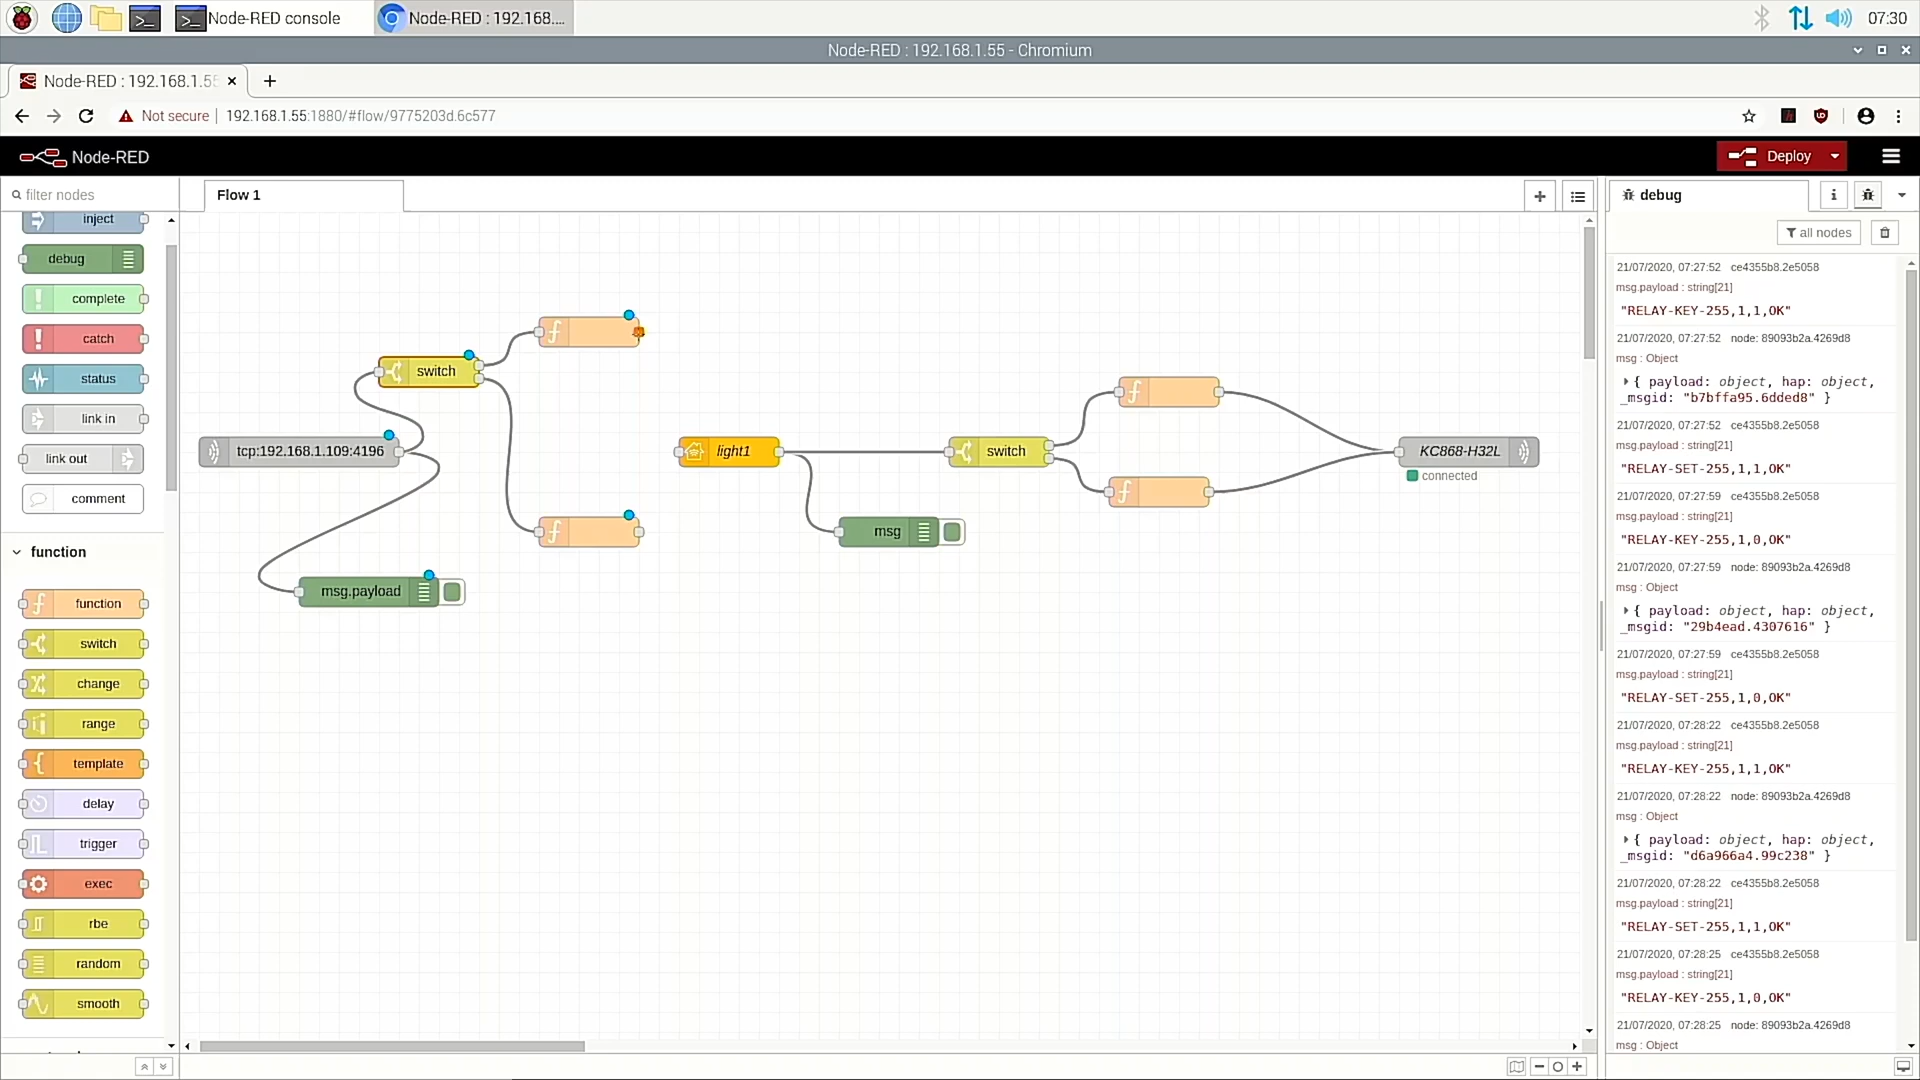 Node-RED console
Node-RED : 192.168....
07:30
Node-RED : 192.168.1.55 - Chromium
Node-RED : 192.168.1.55
Not secure
192.168.1.55:1880/#flow/9775203d.6c577
Node-RED
Deploy
filter nodes
Flow 1
debug
all nodes
inject
debug
complete
catch
status
link in
link out
comment
function
function
switch
change
range
template
delay
trigger
exec
rbe
random
smooth
switch
tcp:192.168.1.109:4196
msg.payload
light1
switch
msg
KC868-H32L
connected
21/07/2020, 07:27:52 ce4355b8.2e5058
msg.payload : string[21]
"RELAY-KEY-255,1,1,OK"
21/07/2020, 07:27:52 node: 89093b2a.4269d8
msg : Object
{ payload: object, hap: object,
_msgid: "b7bffa95.6dded8" }
21/07/2020, 07:27:52 ce4355b8.2e5058
msg.payload : string[21]
"RELAY-SET-255,1,1,OK"
21/07/2020, 07:27:59 ce4355b8.2e5058
msg.payload : string[21]
"RELAY-KEY-255,1,0,OK"
21/07/2020, 07:27:59 node: 89093b2a.4269d8
msg : Object
{ payload: object, hap: object,
_msgid: "29b4ead.4307616" }
21/07/2020, 07:27:59 ce4355b8.2e5058
msg.payload : string[21]
"RELAY-SET-255,1,0,OK"
21/07/2020, 07:28:22 ce4355b8.2e5058
msg.payload : string[21]
"RELAY-KEY-255,1,1,OK"
21/07/2020, 07:28:22 node: 89093b2a.4269d8
msg : Object
{ payload: object, hap: object,
_msgid: "d6a966a4.99c238" }
21/07/2020, 07:28:22 ce4355b8.2e5058
msg.payload : string[21]
"RELAY-SET-255,1,1,OK"
21/07/2020, 07:28:25 ce4355b8.2e5058
msg.payload : string[21]
"RELAY-KEY-255,1,0,OK"
21/07/2020, 07:28:25 node: 89093b2a.4269d8
msg : Object